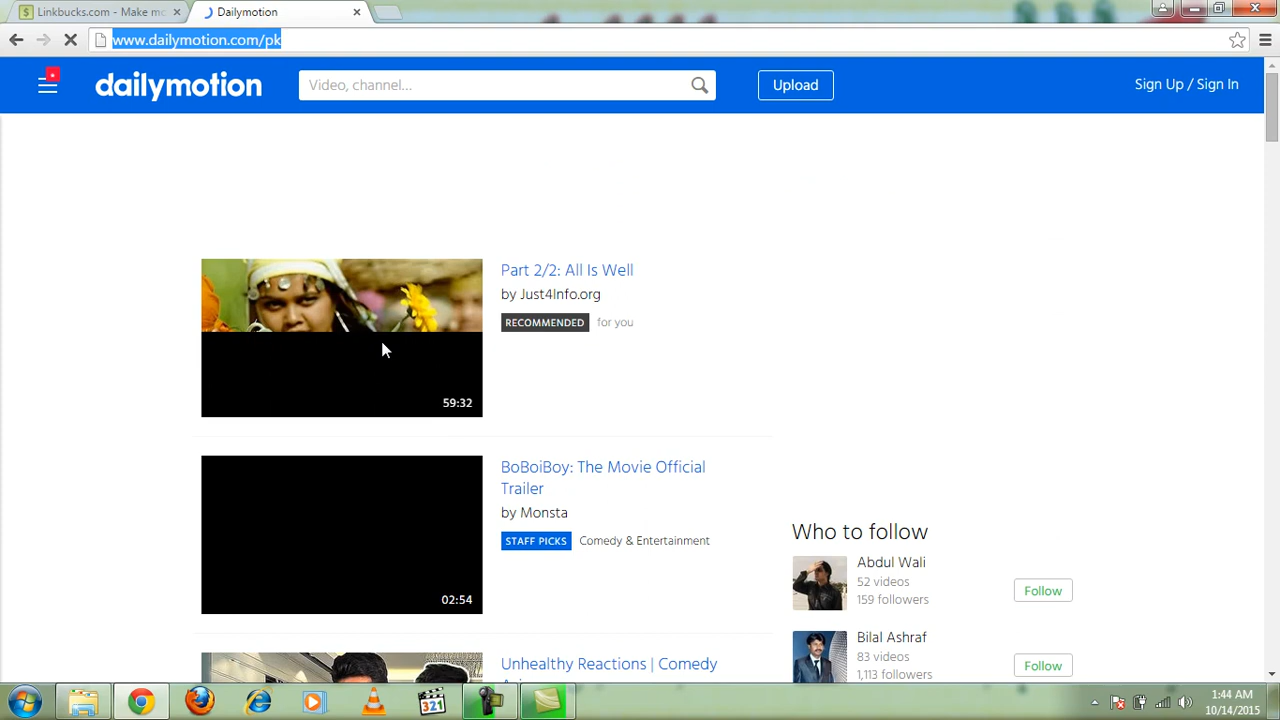 Linkbucks.com - Make mo
Dailymotion
www.dailymotion.com/pk
dailymotion
Video, channel...
Upload
Sign Up / Sign In
59:32
Part 2/2: All Is Well
by Just4Info.org
RECOMMENDED for you
02:54
BoBoiBoy: The Movie Official
Trailer
by Monsta
STAFF PICKS Comedy & Entertainment
Unhealthy Reactions | Comedy
Who to follow
Abdul Wali
52 videos
159 followers
Follow
Bilal Ashraf
83 videos
1,113 followers
Follow
321
1:44 AM
10/14/2015